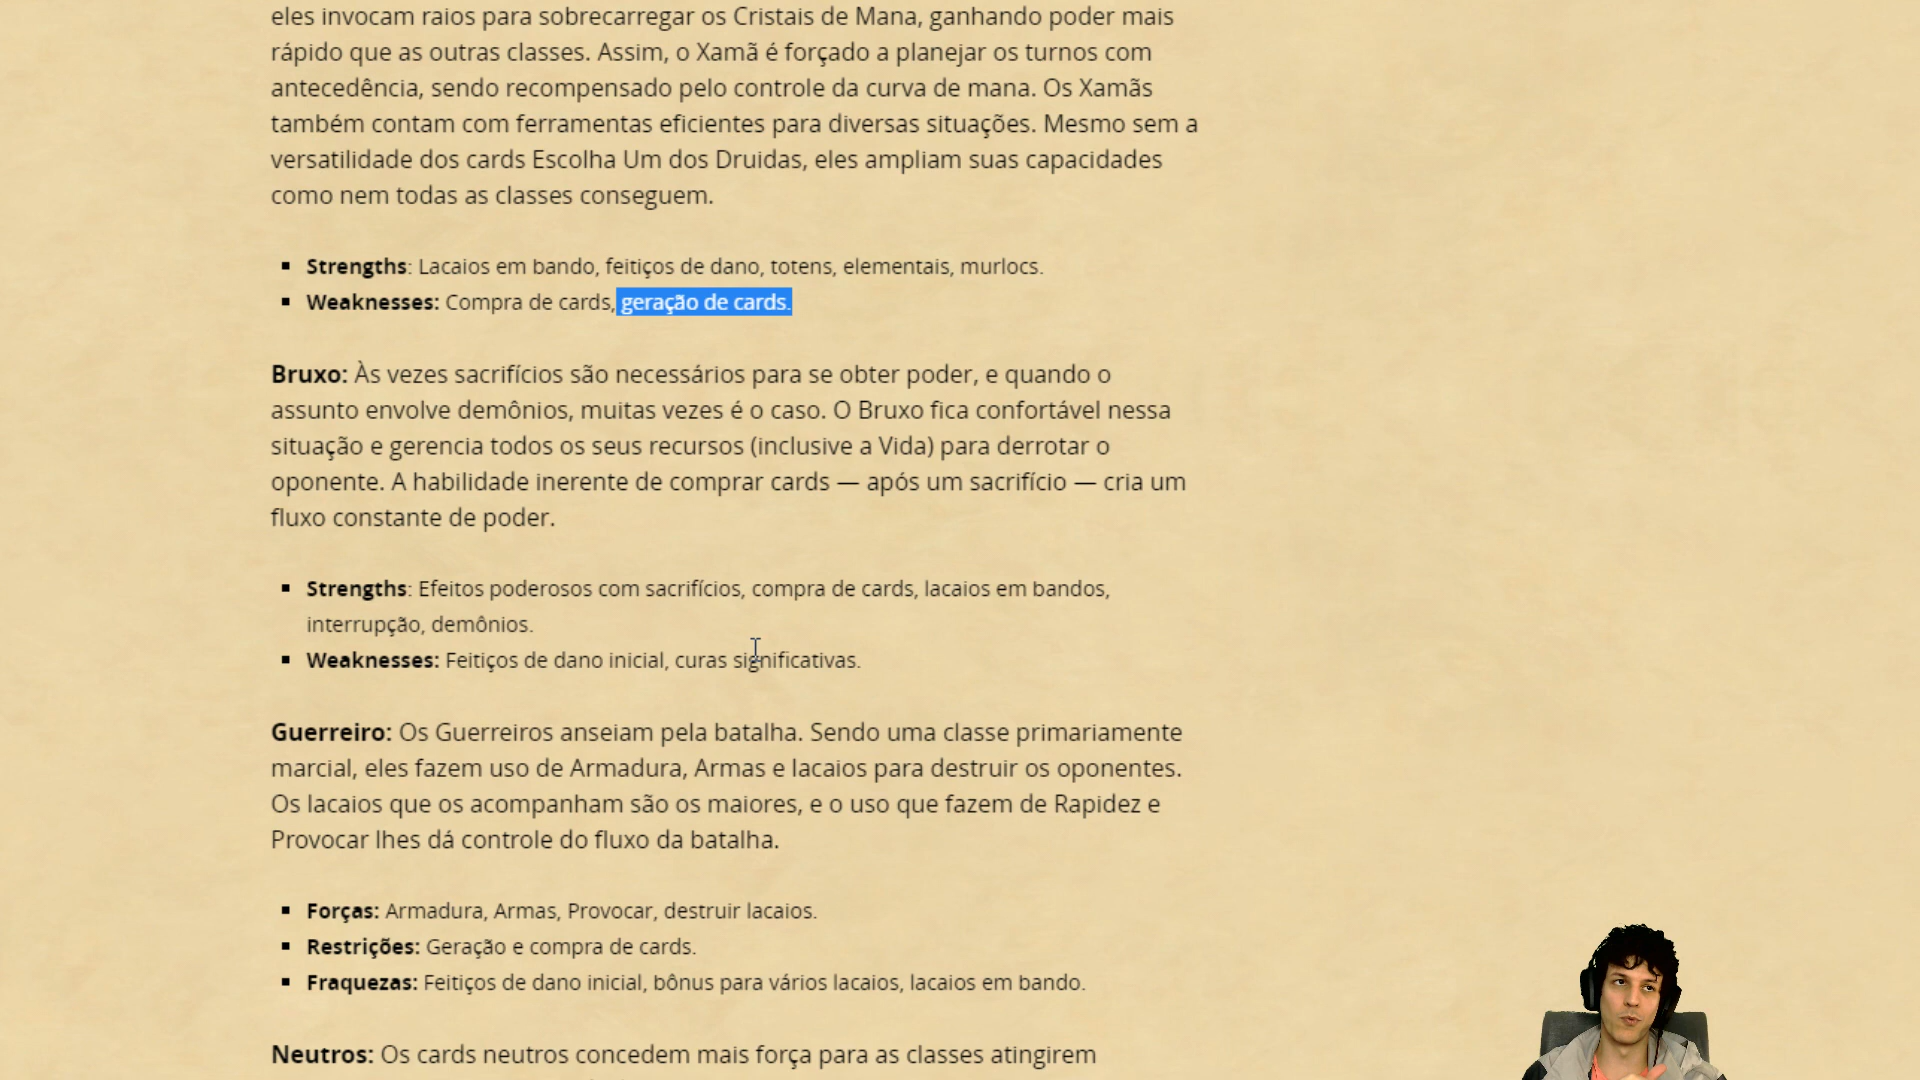 eles invocam raios para sobrecarregar os Cristais de Mana, ganhando poder mais
rápido que as outras classes. Assim, o Xamã é forçado a planejar os turnos com
antecedência, sendo recompensado pelo controle da curva de mana. Os Xamãs
também contam com ferramentas eficientes para diversas situações. Mesmo sem a
versatilidade dos cards Escolha Um dos Druidas, eles ampliam suas capacidades
como nem todas as classes conseguem.
▪ Strengths: Lacaios em bando, feitiços de dano, totens, elementais, murlocs.
▪ Weaknesses: Compra de cards, geração de cards.
Bruxo: Às vezes sacrifícios são necessários para se obter poder, e quando o
assunto envolve demônios, muitas vezes é o caso. O Bruxo fica confortável nessa
situação e gerencia todos os seus recursos (inclusive a Vida) para derrotar o
oponente. A habilidade inerente de comprar cards — após um sacrifício — cria um
fluxo constante de poder.
▪ Strengths: Efeitos poderosos com sacrifícios, compra de cards, lacaios em bandos,
interrupção, demônios.
▪ Weaknesses: Feitiços de dano inicial, curas significativas.
Guerreiro: Os Guerreiros anseiam pela batalha. Sendo uma classe primariamente
marcial, eles fazem uso de Armadura, Armas e lacaios para destruir os oponentes.
Os lacaios que os acompanham são os maiores, e o uso que fazem de Rapidez e
Provocar lhes dá controle do fluxo da batalha.
▪ Forças: Armadura, Armas, Provocar, destruir lacaios.
▪ Restrições: Geração e compra de cards.
▪ Fraquezas: Feitiços de dano inicial, bônus para vários lacaios, lacaios em bando.
Neutros: Os cards neutros concedem mais força para as classes atingirem